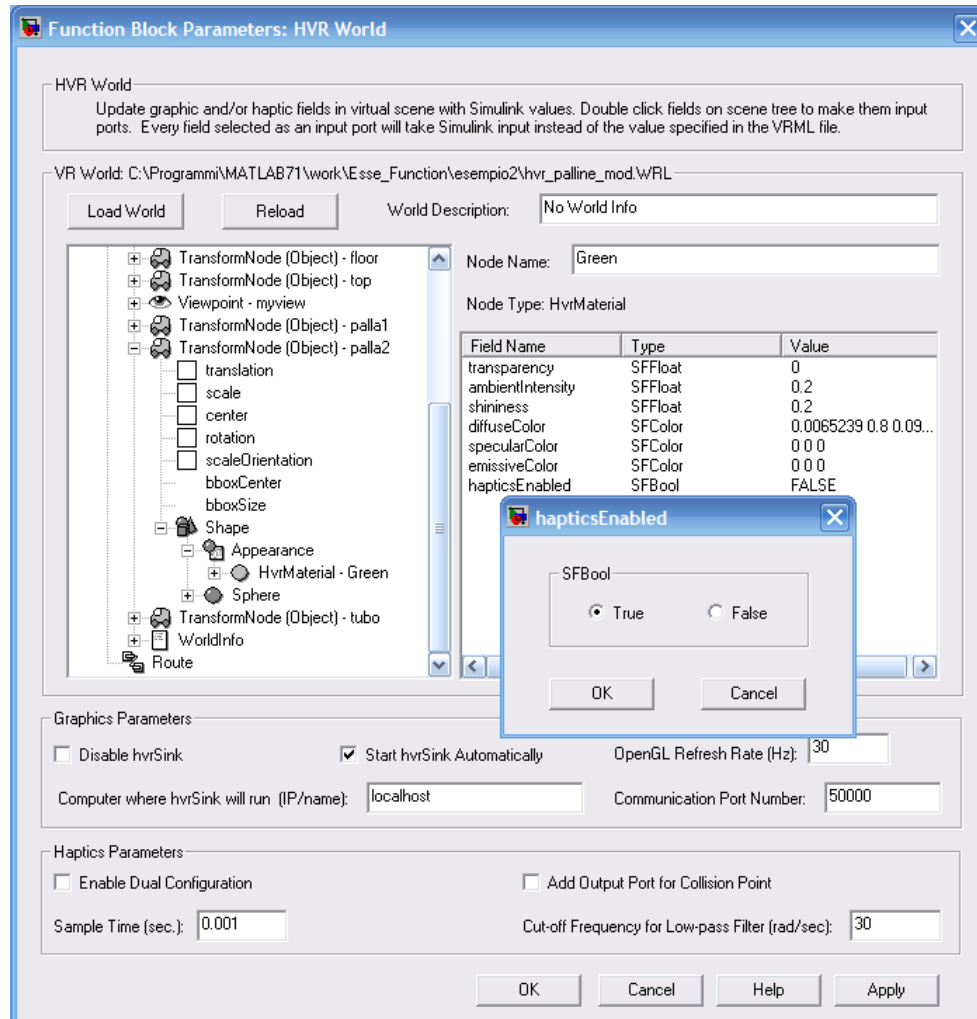 Function Block Parameters: HVR World
HVR World
Update graphic and/or haptic fields in virtual scene with Simulink values. Double click fields on scene tree to make them input
ports. Every field selected as an input port will take Simulink input instead of the value specified in the VRML file.
VR World: C:\Programmi\MATLAB71\work\Esse_Function\esempio2\hvr_palline_mod.WRL
Load World
Reload
World Description:
No World Info
TransformNode (Object) - floor
TransformNode (Object) - top
Viewpoint - myview
TransformNode (Object) - palla1
TransformNode (Object) - palla2
translation
scale
center
rotation
scaleOrientation
bboxCenter
bboxSize
Shape
Appearance
HvrMaterial - Green
Sphere
TransformNode (Object) - tubo
WorldInfo
Route
Node Name:
Green
Node Type: HvrMaterial
Field Name Type Value
transparency SFFloat 0
ambientIntensity SFFloat 0.2
shininess SFFloat 0.2
diffuseColor SFColor 0.0065239 0.8 0.09...
specularColor SFColor 0 0 0
emissiveColor SFColor 0 0 0
hapticsEnabled SFBool FALSE
hapticsEnabled
SFBool
True
False
OK
Cancel
Graphics Parameters
Disable hvrSink
Start hvrSink Automatically
OpenGL Refresh Rate (Hz):
30
Computer where hvrSink will run (IP/name):
localhost
Communication Port Number:
50000
Haptics Parameters
Enable Dual Configuration
Add Output Port for Collision Point
Sample Time (sec.):
0.001
Cut-off Frequency for Low-pass Filter (rad/sec):
30
OK
Cancel
Help
Apply